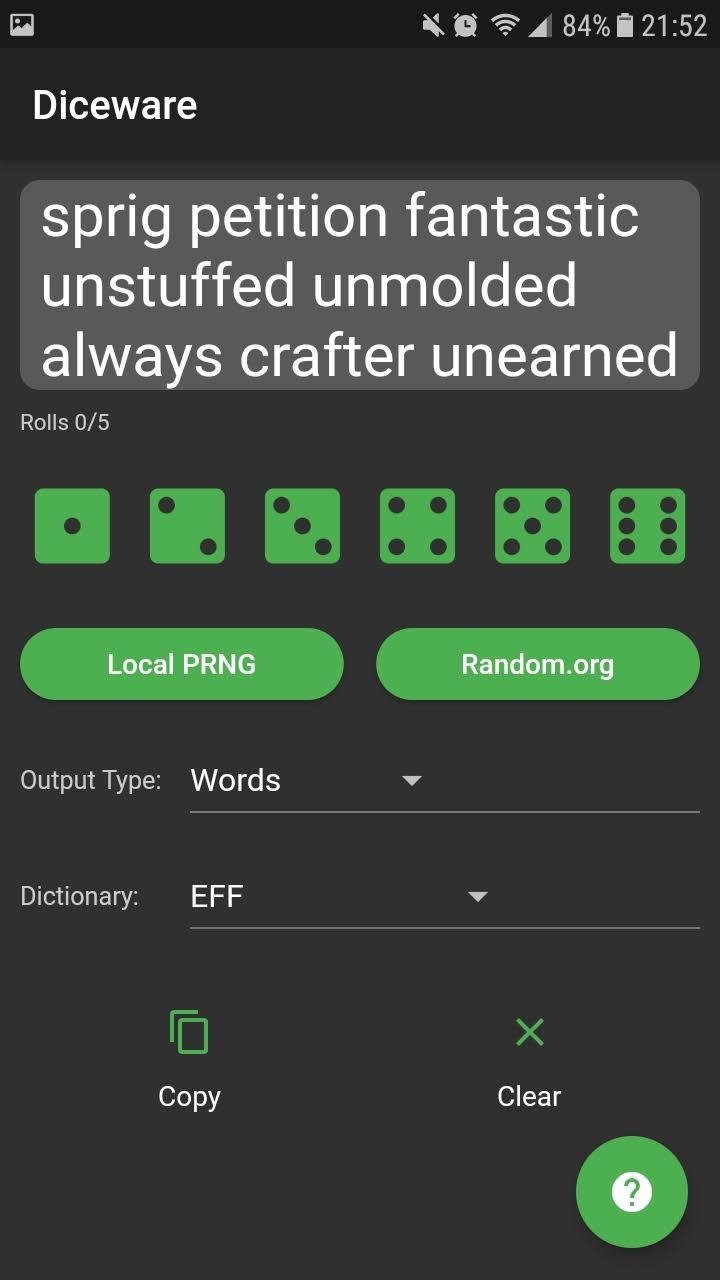 84% 21:52
Diceware
sprig petition fantastic
unstuffed unmolded
always crafter unearned
Rolls 0/5
Local PRNG Random.org
Output Type: Words
Dictionary: EFF
Copy Clear
?